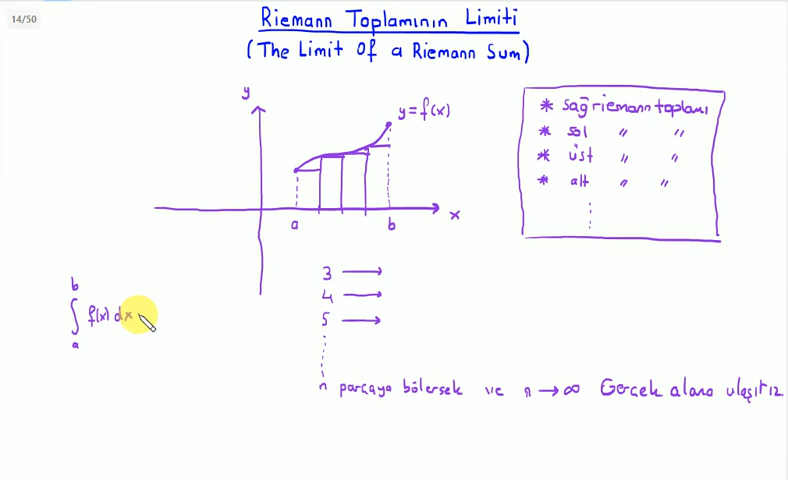 14/50
Riemann Toplamının Limiti
(The Limit Of a Riemann Sum)
y
y=f(x)
a
b
x
* sağ riemann toplamı
* sol " "
* üst " "
* alt " "
3 →
4 →
5 →
n parçaya bölersek ve n → ∞ Gerçek alana ulaşırız.
b
∫ f(x) dx
a